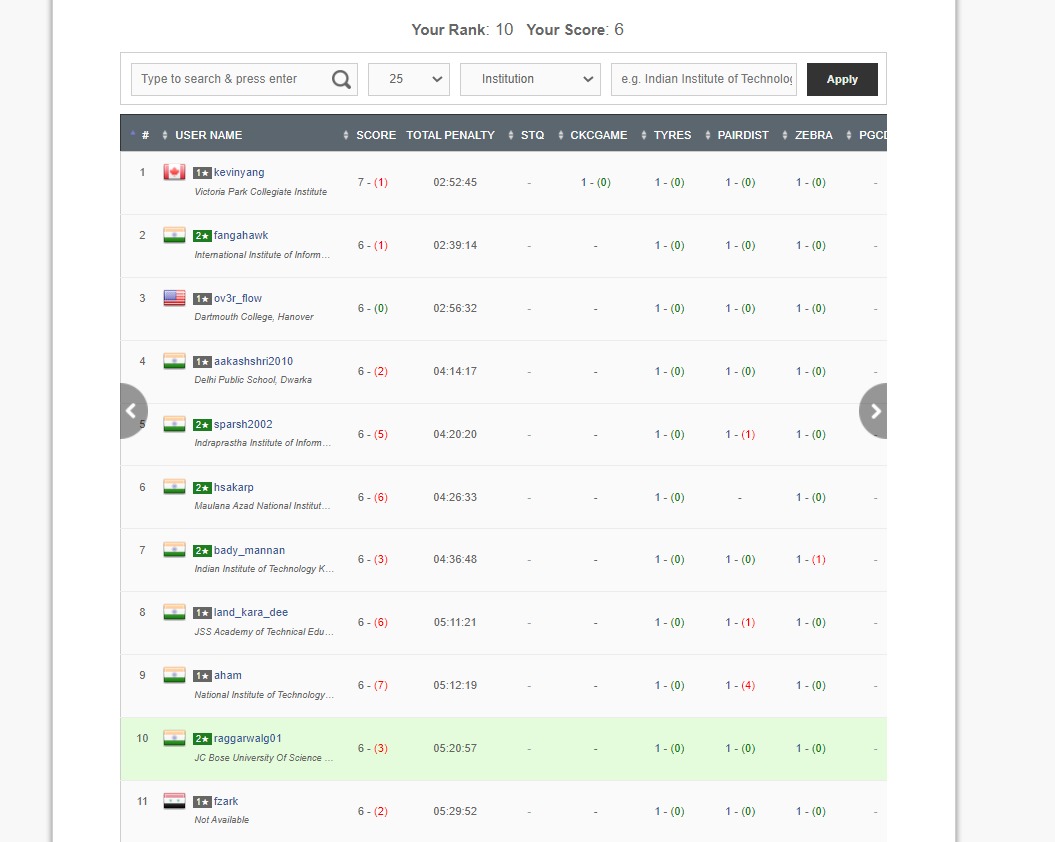 Your Rank: 10 Your Score: 6
Type to search & press enter 25 Institution e.g. Indian Institute of Technolog Apply
# USER NAME SCORE TOTAL PENALTY STQ CKCGAME TYRES PAIRDIST ZEBRA PGCD
1 1★ kevinyang 7 - (1) 02:52:45 - 1 - (0) 1 - (0) 1 - (0) 1 - (0) -
Victoria Park Collegiate Institute
2 2★ fangahawk 6 - (1) 02:39:14 - - 1 - (0) 1 - (0) 1 - (0) -
International Institute of Inform...
3 1★ ov3r_flow 6 - (0) 02:56:32 - - 1 - (0) 1 - (0) 1 - (0) -
Dartmouth College, Hanover
4 1★ aakashshri2010 6 - (2) 04:14:17 - - 1 - (0) 1 - (0) 1 - (0) -
Delhi Public School, Dwarka
5 2★ sparsh2002 6 - (5) 04:20:20 - - 1 - (0) 1 - (1) 1 - (0) -
Indraprastha Institute of Inform...
6 2★ hsakarp 6 - (6) 04:26:33 - - 1 - (0) - 1 - (0) -
Maulana Azad National Institut...
7 2★ bady_mannan 6 - (3) 04:36:48 - - 1 - (0) 1 - (0) 1 - (1) -
Indian Institute of Technology K...
8 1★ land_kara_dee 6 - (6) 05:11:21 - - 1 - (0) 1 - (1) 1 - (0) -
JSS Academy of Technical Edu...
9 1★ aham 6 - (7) 05:12:19 - - 1 - (0) 1 - (4) 1 - (0) -
National Institute of Technology...
10 2★ raggarwalg01 6 - (3) 05:20:57 - - 1 - (0) 1 - (0) 1 - (0) -
JC Bose University Of Science ...
11 1★ fzark 6 - (2) 05:29:52 - - 1 - (0) 1 - (0) 1 - (0) -
Not Available